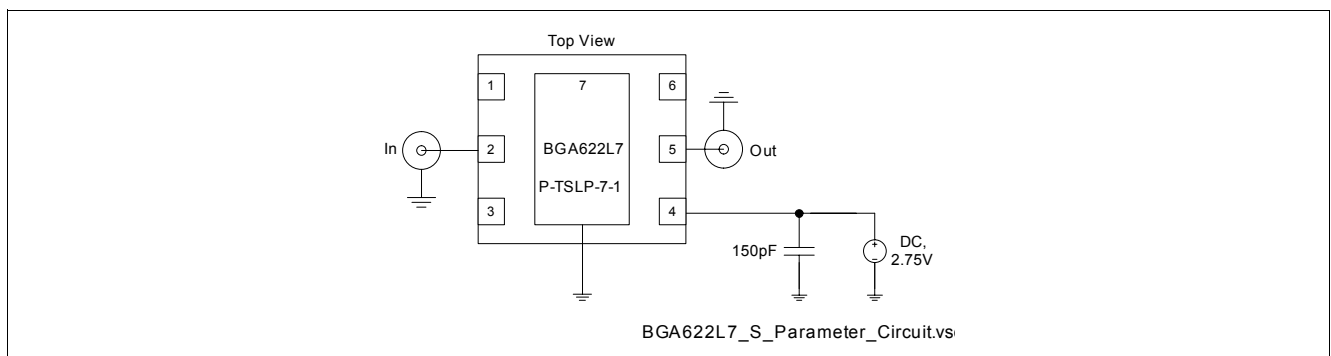 Top View
1
7
6
In
2
BGA622L7
5
Out
P-TSLP-7-1
3
4
150pF
+
DC,
2.75V
BGA622L7_S_Parameter_Circuit.vs